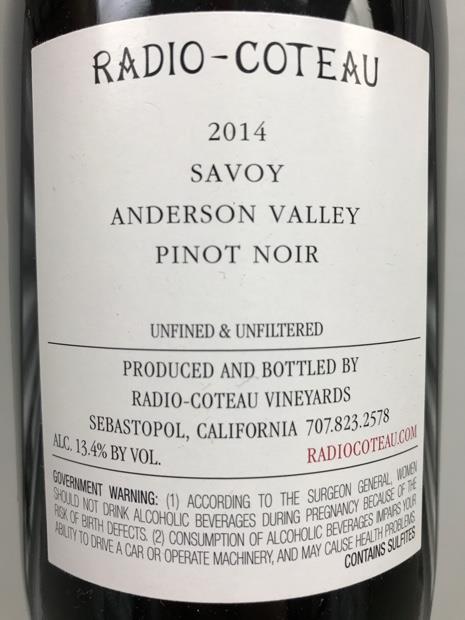 RADIO-COTEAU
2014
SAVOY
ANDERSON VALLEY
PINOT NOIR
UNFINED & UNFILTERED
PRODUCED AND BOTTLED BY
RADIO-COTEAU VINEYARDS
SEBASTOPOL, CALIFORNIA 707.823.2578
ALC. 13.4% BY VOL. RADIOCOTEAU.COM
GOVERNMENT WARNING: (1) ACCORDING TO THE SURGEON GENERAL, WOMEN
SHOULD NOT DRINK ALCOHOLIC BEVERAGES DURING PREGNANCY BECAUSE OF THE
RISK OF BIRTH DEFECTS. (2) CONSUMPTION OF ALCOHOLIC BEVERAGES IMPAIRS YOUR
ABILITY TO DRIVE A CAR OR OPERATE MACHINERY, AND MAY CAUSE HEALTH PROBLEMS.
CONTAINS SULFITES